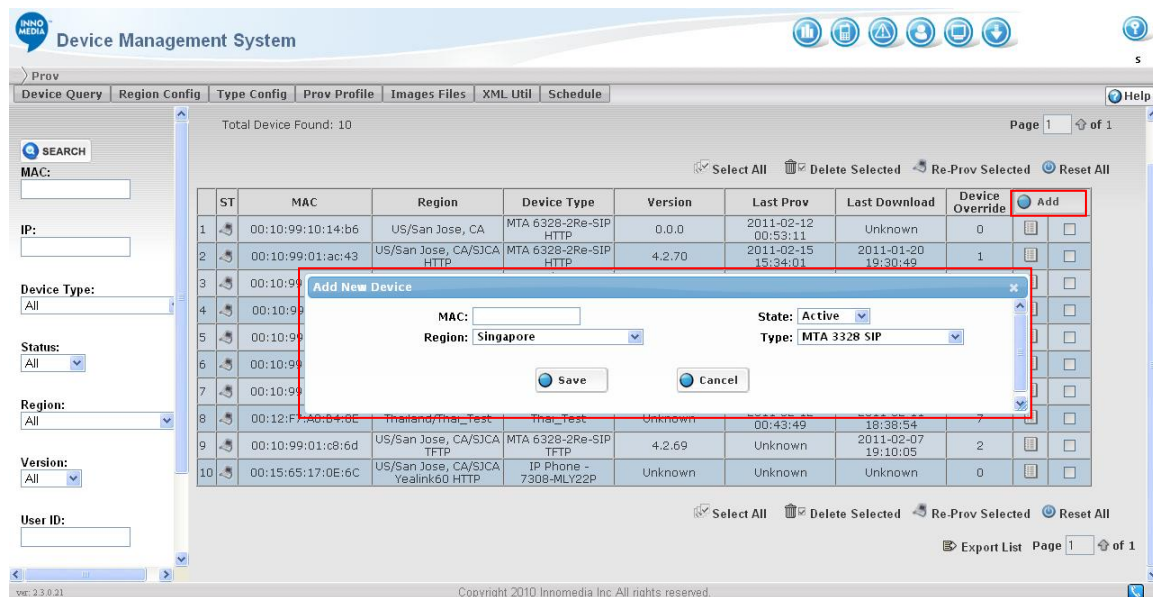 INNO
MEDIA
Device Management System
s
Prov
Device Query Region Config Type Config Prov Profile Images Files XML Util Schedule
Help
Total Device Found: 10
Page 1 of 1
SEARCH
Select All Delete Selected Re-Prov Selected Reset All
MAC:
IP:
Device Type:
All
Status:
All
Region:
All
Version:
All
User ID:
ST MAC Region Device Type Version Last Prov Last Download Device Override Add
1 00:10:99:10:14:b6 US/San Jose, CA MTA 6328-2Re-SIP HTTP 0.0.0 2011-02-12 00:53:11 Unknown 0
2 00:10:99:01:ac:43 US/San Jose, CA/SJCA HTTP MTA 6328-2Re-SIP HTTP 4.2.70 2011-02-15 15:34:01 2011-01-20 19:30:49 1
3 00:10:99
4 00:10:99
5 00:10:99
6 00:10:99
7 00:10:99
Add New Device
MAC: State: Active
Region: Singapore Type: MTA 3328 SIP
Save Cancel
8 Thailand/Thai_Test Thai_Test Unknown 00:43:49 18:38:54 7
9 00:10:99:01:c8:6d US/San Jose, CA/SJCA TFTP MTA 6328-2Re-SIP TFTP 4.2.69 Unknown 2011-02-07 19:10:05 2
10 00:15:65:17:0E:6C US/San Jose, CA/SJCA Yealink60 HTTP IP Phone - 7308-MLY22P Unknown Unknown Unknown 0
Select All Delete Selected Re-Prov Selected Reset All
Export List Page 1 of 1
ver: 2.3.0.21
Copyright 2010 Innomedia Inc All rights reserved.